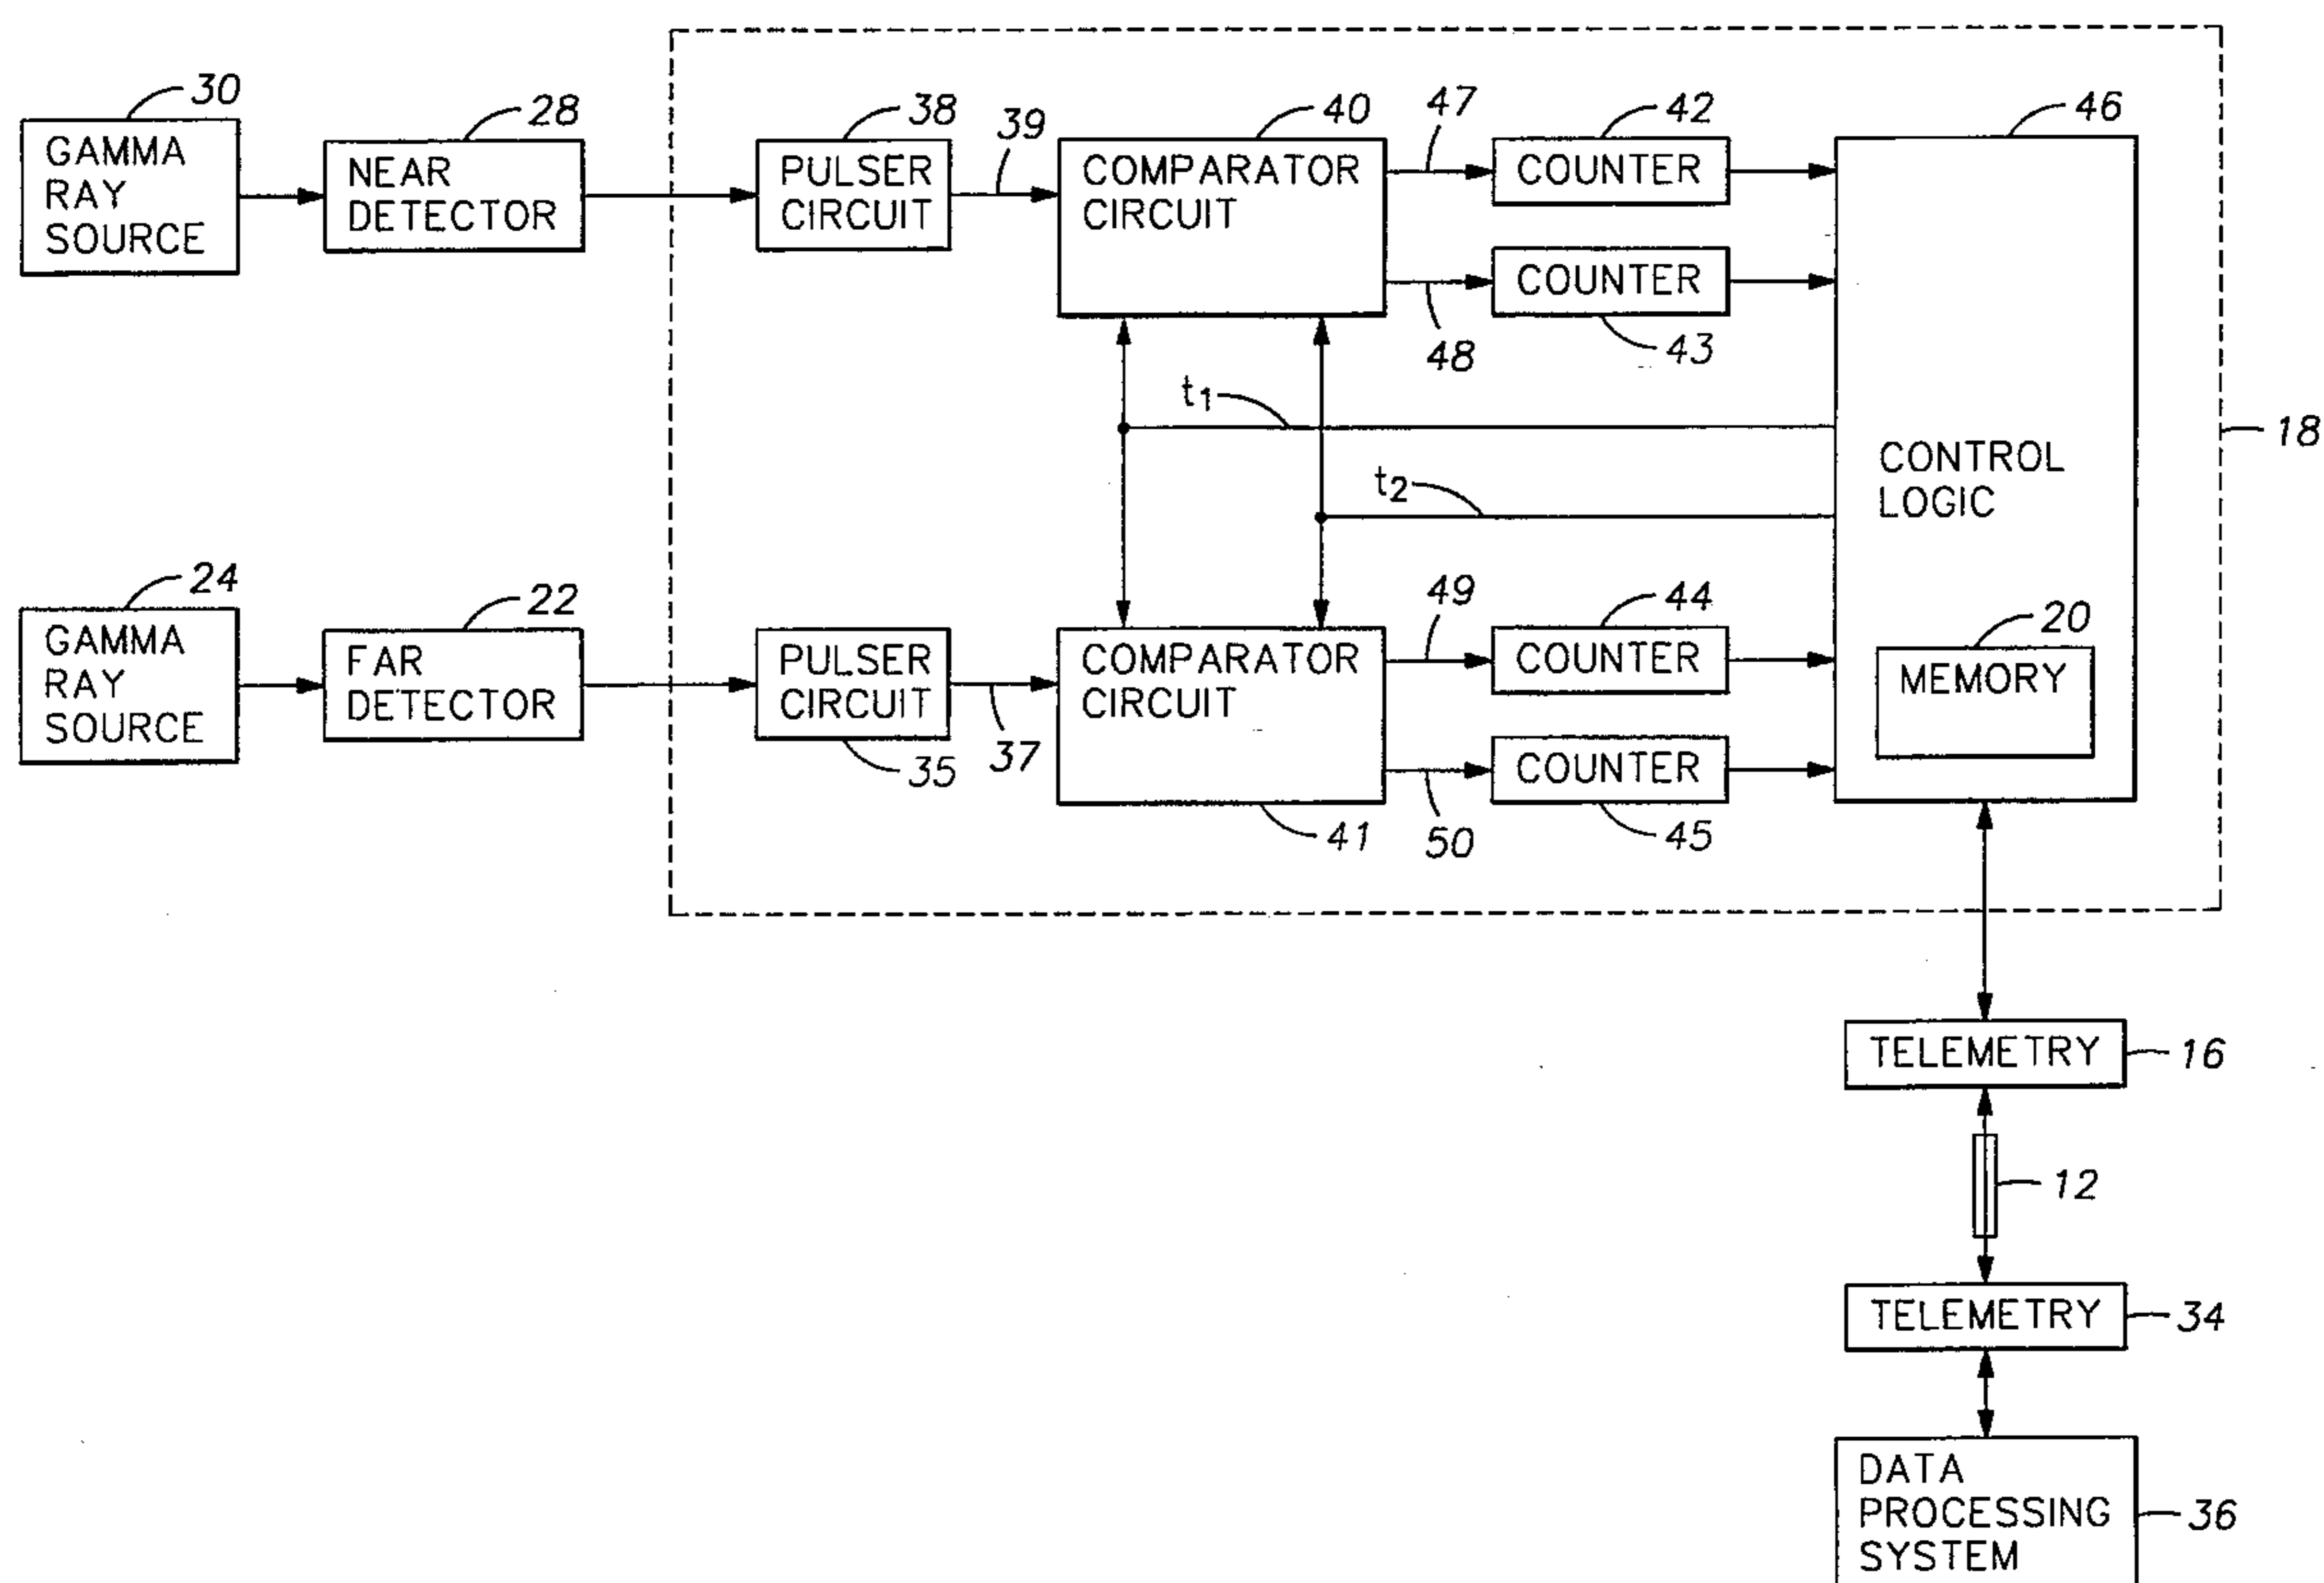 30
GAMMA
RAY
SOURCE
28
NEAR
DETECTOR
38
PULSER
CIRCUIT
39
40
COMPARATOR
CIRCUIT
47
42
COUNTER
48
COUNTER
43
46
CONTROL
LOGIC
18
t1
t2
24
GAMMA
RAY
SOURCE
22
FAR
DETECTOR
PULSER
CIRCUIT
35
37
COMPARATOR
CIRCUIT
41
49
44
COUNTER
50
COUNTER
45
20
MEMORY
TELEMETRY
16
12
TELEMETRY
34
DATA
PROCESSING
SYSTEM
36